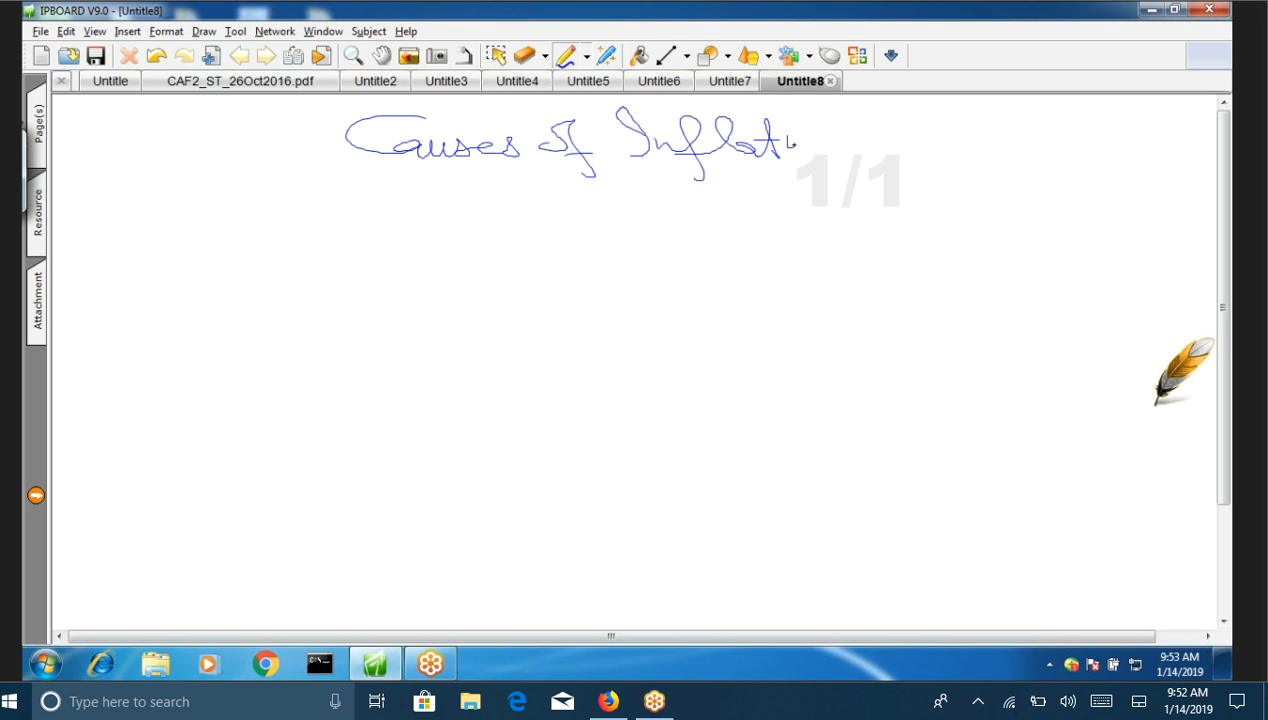 IPBOARD V9.0 - [Untitle8]
File Edit View Insert Format Draw Tool Network Window Subject Help
Untitle CAF2_ST_26Oct2016.pdf Untitle2 Untitle3 Untitle4 Untitle5 Untitle6 Untitle7 Untitle8
Page(s)
Resource
Attachment
Causes of Inflati
1/1
9:53 AM
1/14/2019
Type here to search
9:52 AM
1/14/2019